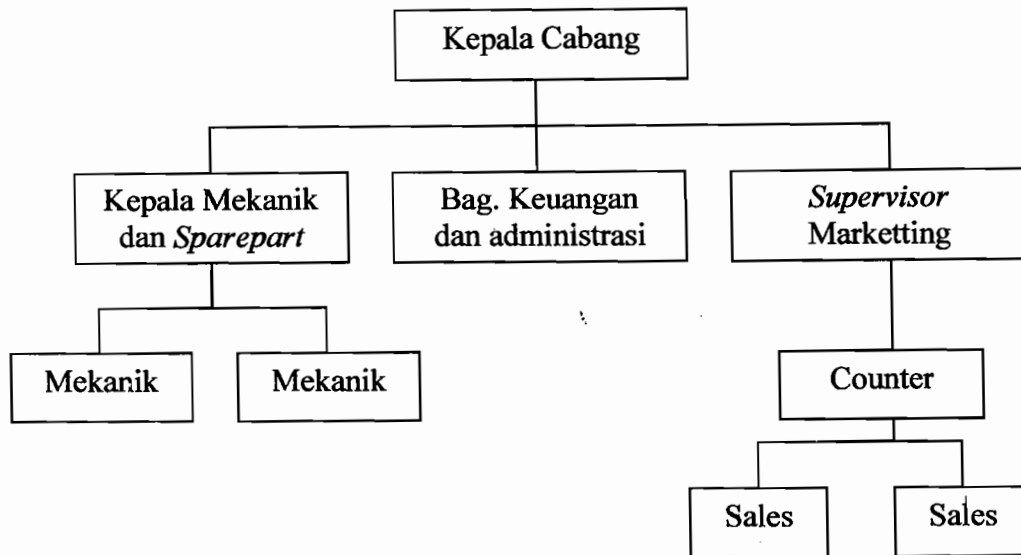 Kepala Cabang
Kepala Mekanik
dan Sparepart
Bag. Keuangan
dan administrasi
Supervisor
Marketting
Mekanik
Mekanik
Counter
Sales
Sales